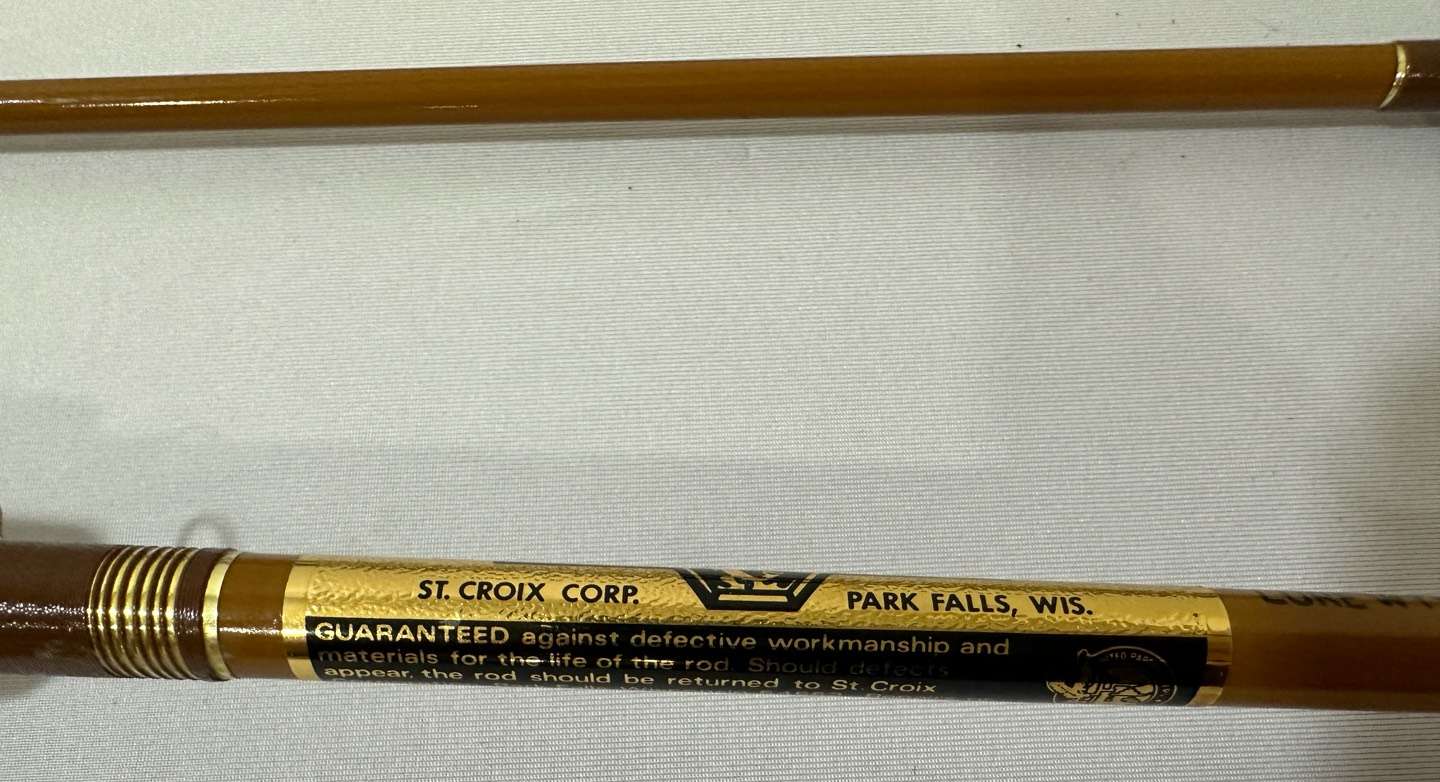 ST. CROIX CORP. PARK FALLS, WIS.
GUARANTEED against defective workmanship and
materials for the life of the rod. Should defects
appear, the rod should be returned to St. Croix